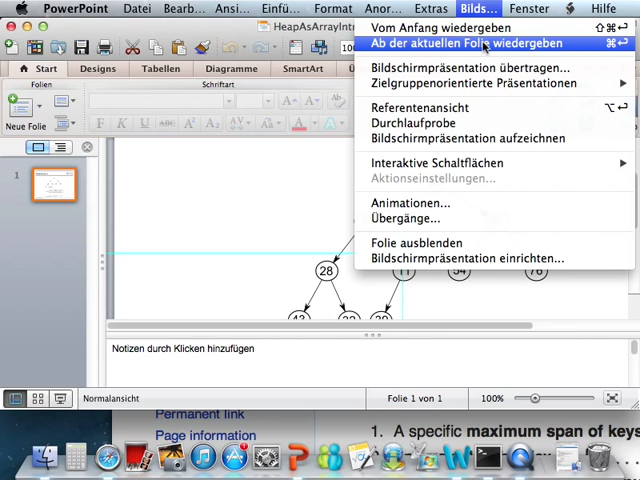 PowerPoint Datei Bearb... Ansi... Einfü... Format Anor... Extras Bilds... Fenster Hilfe
HeapAsArrayIntr
Vom Anfang wiedergeben ⇧⌘⏎
Ab der aktuellen Folie wiedergeben ⌘⏎
Bildschirmpräsentation übertragen...
Zielgruppenorientierte Präsentationen
Referentenansicht ⌥⏎
Durchlaufprobe
Bildschirmpräsentation aufzeichnen
Interaktive Schaltflächen
Aktionseinstellungen...
Animationen...
Übergänge...
Folie ausblenden
Bildschirmpräsentation einrichten...
Start Designs Tabellen Diagramme SmartArt
Folien Schriftart
Neue Folie
F K U
1
28 11 54 76
Notizen durch Klicken hinzufügen
Normalansicht Folie 1 von 1 100%
Permanent link
Page information
1. A specific maximum span of keys